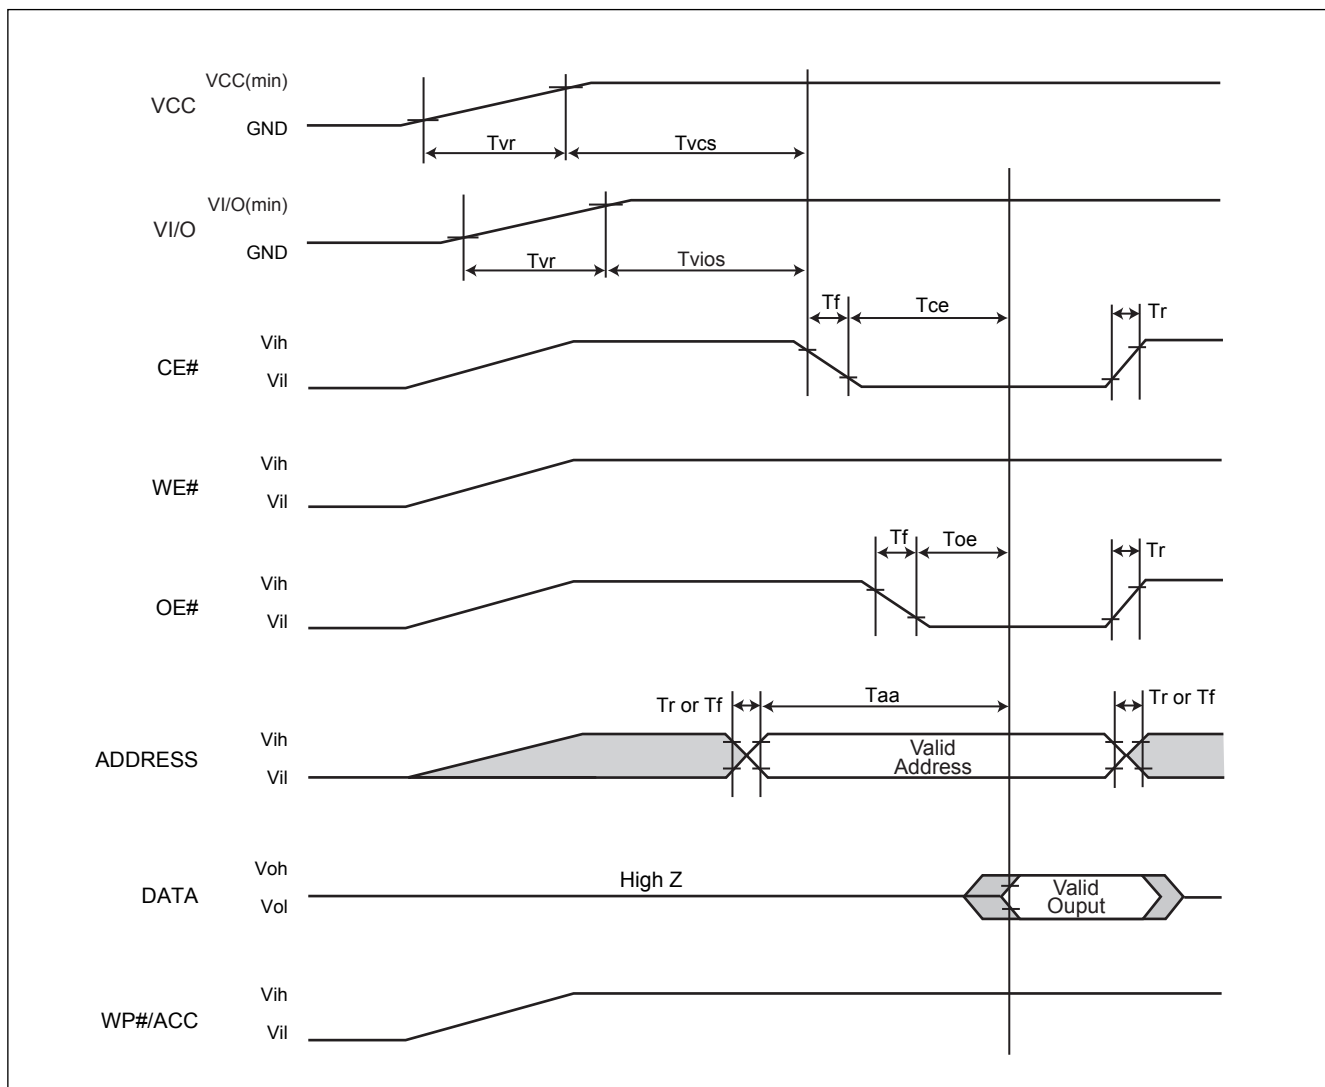 VCC(min)
VCC
GND
Tvr
Tvcs
VI/O(min)
VI/O
GND
Tvr
Tvios
Tf
Tce
Tr
Vih
CE#
Vil
Vih
WE#
Vil
Tf
Toe
Tr
Vih
OE#
Vil
Tr or Tf
Taa
Tr or Tf
Vih
ADDRESS
Vil
Valid
Address
Voh
DATA
Vol
High Z
Valid
Ouput
Vih
WP#/ACC
Vil